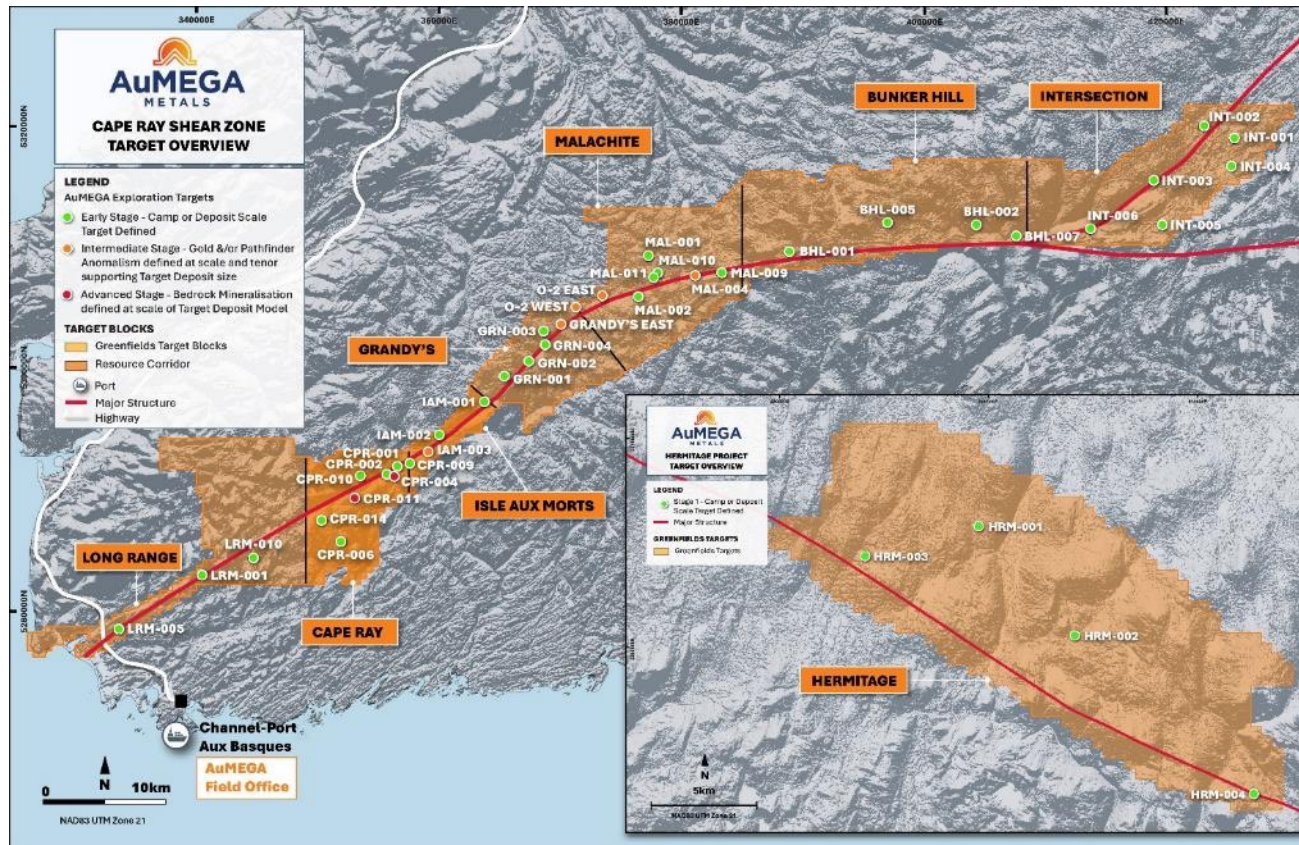 340000E
360000E
380000E
400000E
420000E
5320000N
5280000N
AuMEGA
METALS
CAPE RAY SHEAR ZONE
TARGET OVERVIEW
LEGEND
AuMEGA Exploration Targets
Early Stage - Camp or Deposit Scale
Target Defined
Intermediate Stage - Gold &/or Pathfinder
Anomalism defined at scale and tenor
supporting Target Deposit size
Advanced Stage - Bedrock Mineralisation
defined at scale of Target Deposit Model
TARGET BLOCKS
Greenfields Target Blocks
Resource Corridor
Port
Major Structure
Highway
BUNKER HILL
INTERSECTION
MALACHITE
GRANDY'S
ISLE AUX MORTS
LONG RANGE
CAPE RAY
INT-002
INT-001
INT-004
INT-003
INT-006
INT-005
BHL-005
BHL-002
BHL-007
BHL-001
MAL-001
MAL-010
MAL-011
MAL-009
MAL-004
MAL-002
O-2 EAST
O-2 WEST
GRANDY'S EAST
GRN-003
GRN-004
GRN-002
GRN-001
IAM-001
IAM-002
IAM-003
CPR-001
CPR-002
CPR-009
CPR-010
CPR-004
CPR-011
CPR-014
CPR-006
LRM-010
LRM-001
LRM-005
Channel-Port
Aux Basques
AuMEGA
Field Office
N
0 10km
NAD83 UTM Zone 21
AuMEGA
METALS
HERMITAGE PROJECT
TARGET OVERVIEW
LEGEND
Stage 1 - Camp or Deposit
Scale Target Defined
Major Structure
GREENFIELDS TARGETS
Greenfields Targets
HRM-001
HRM-003
HRM-002
HERMITAGE
HRM-004
N
5km
NAD83 UTM Zone 21